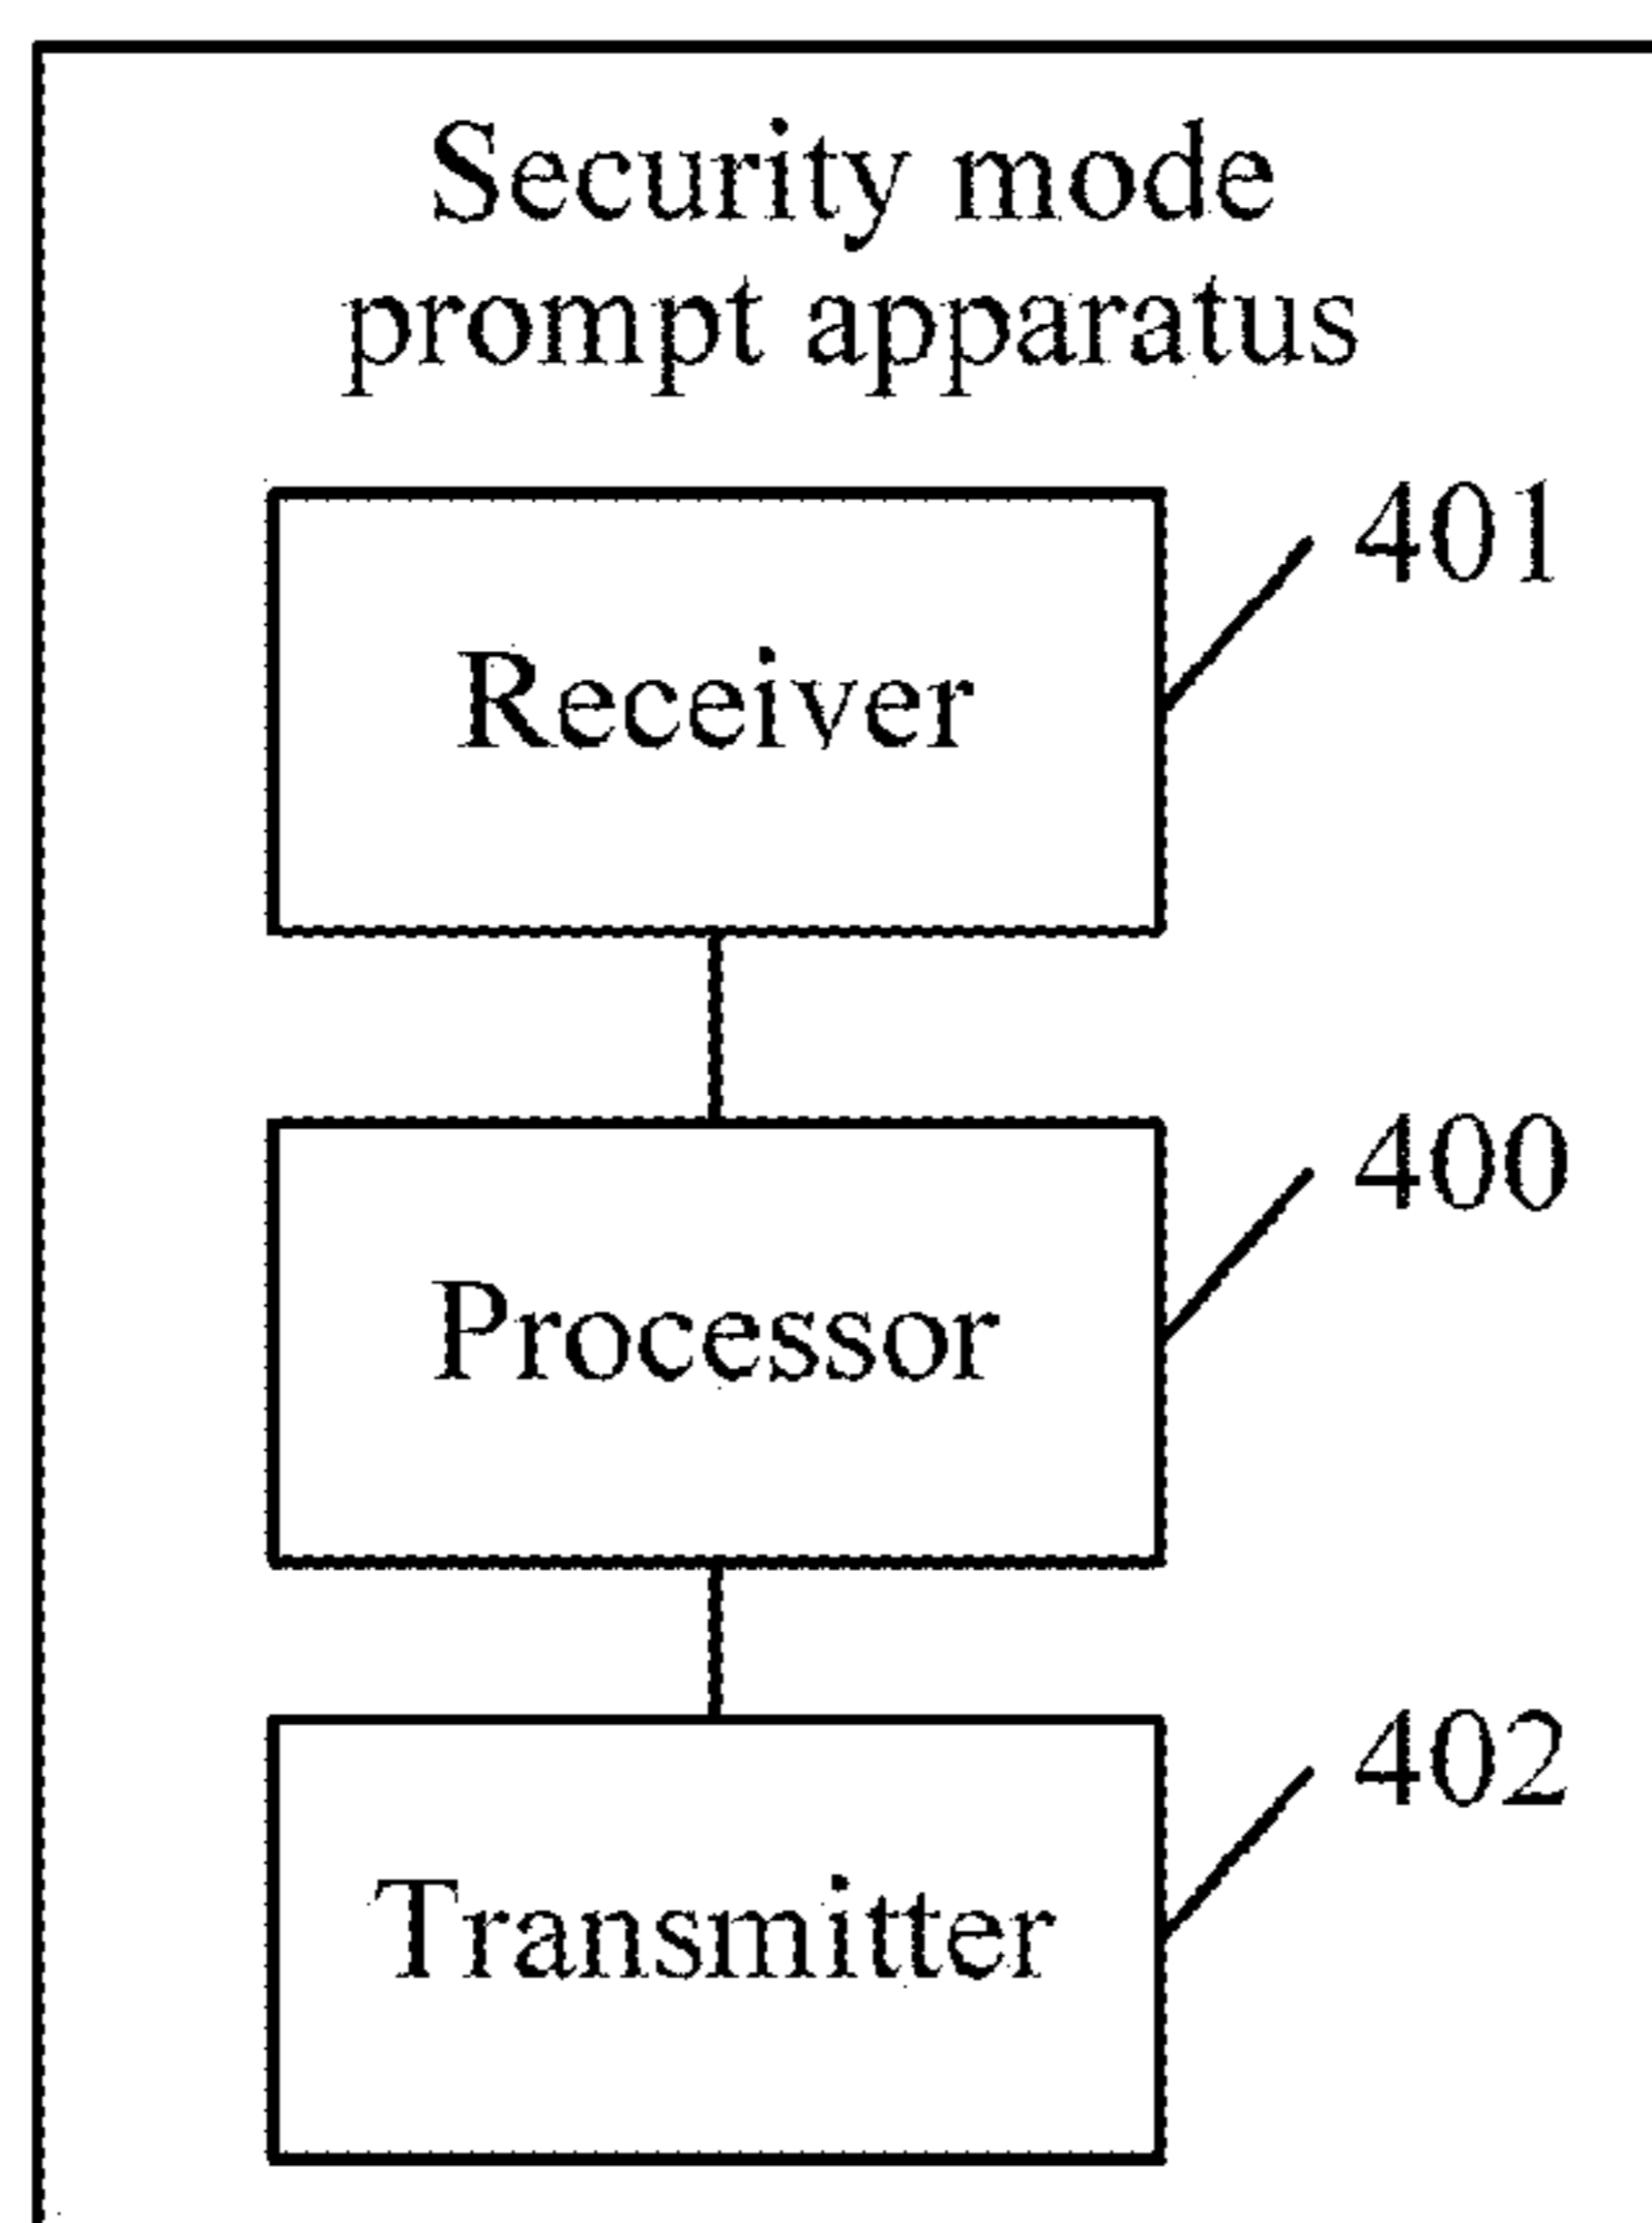 Security mode
prompt apparatus
401
Receiver
400
Processor
402
Transmitter